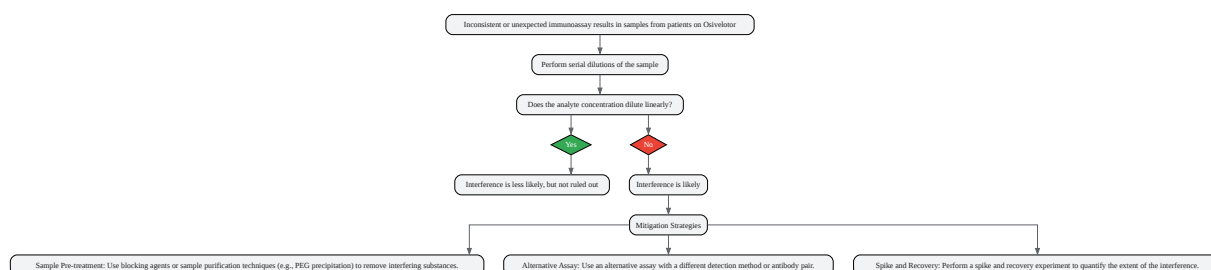 Inconsistent or unexpected immunoassay results in samples from patients on Osivelotor
Perform serial dilutions of the sample
Does the analyte concentration dilute linearly?
Yes
No
Interference is less likely, but not ruled out
Interference is likely
Mitigation Strategies
Sample Pre-treatment: Use blocking agents or sample purification techniques (e.g., PEG precipitation) to remove interfering substances.
Alternative Assay: Use an alternative assay with a different detection method or antibody pair.
Spike and Recovery: Perform a spike and recovery experiment to quantify the extent of the interference.